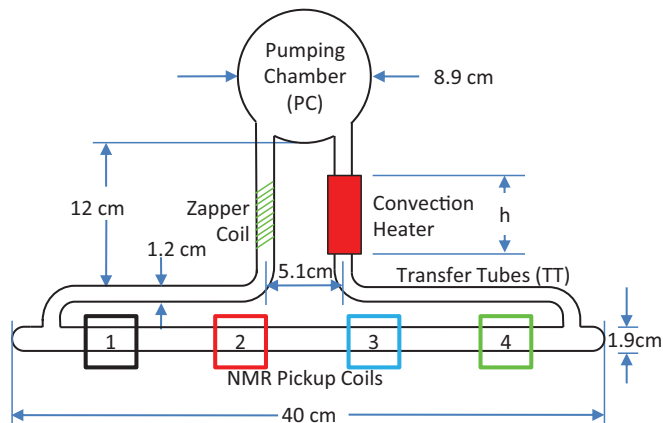 Pumping
Chamber
(PC)
8.9 cm
12 cm
Zapper
Coil
Convection
Heater
h
1.2 cm
5.1cm
Transfer Tubes (TT)
1
2
3
4
1.9cm
NMR Pickup Coils
40 cm